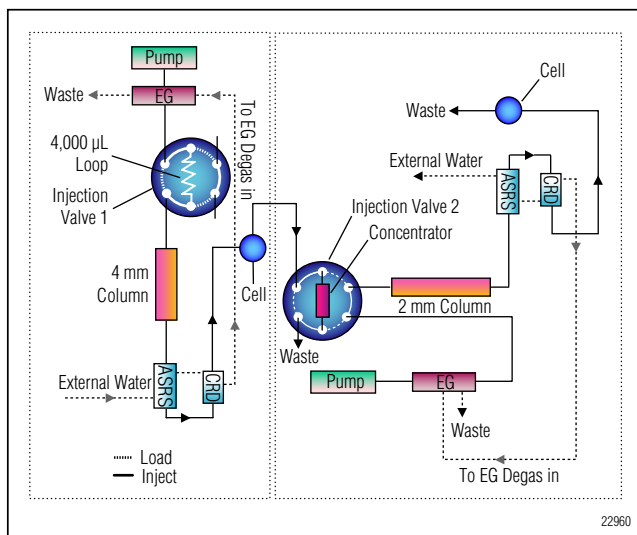 Pump
Waste
EG
To EG Degas in
4,000 µL
Loop
Injection
Valve 1
4 mm
Column
Cell
External Water
ASRS
CRD
Load
Inject
Cell
Waste
External Water
ASRS
CRD
Injection Valve 2
Concentrator
2 mm Column
Waste
Pump
EG
Waste
To EG Degas in
22960